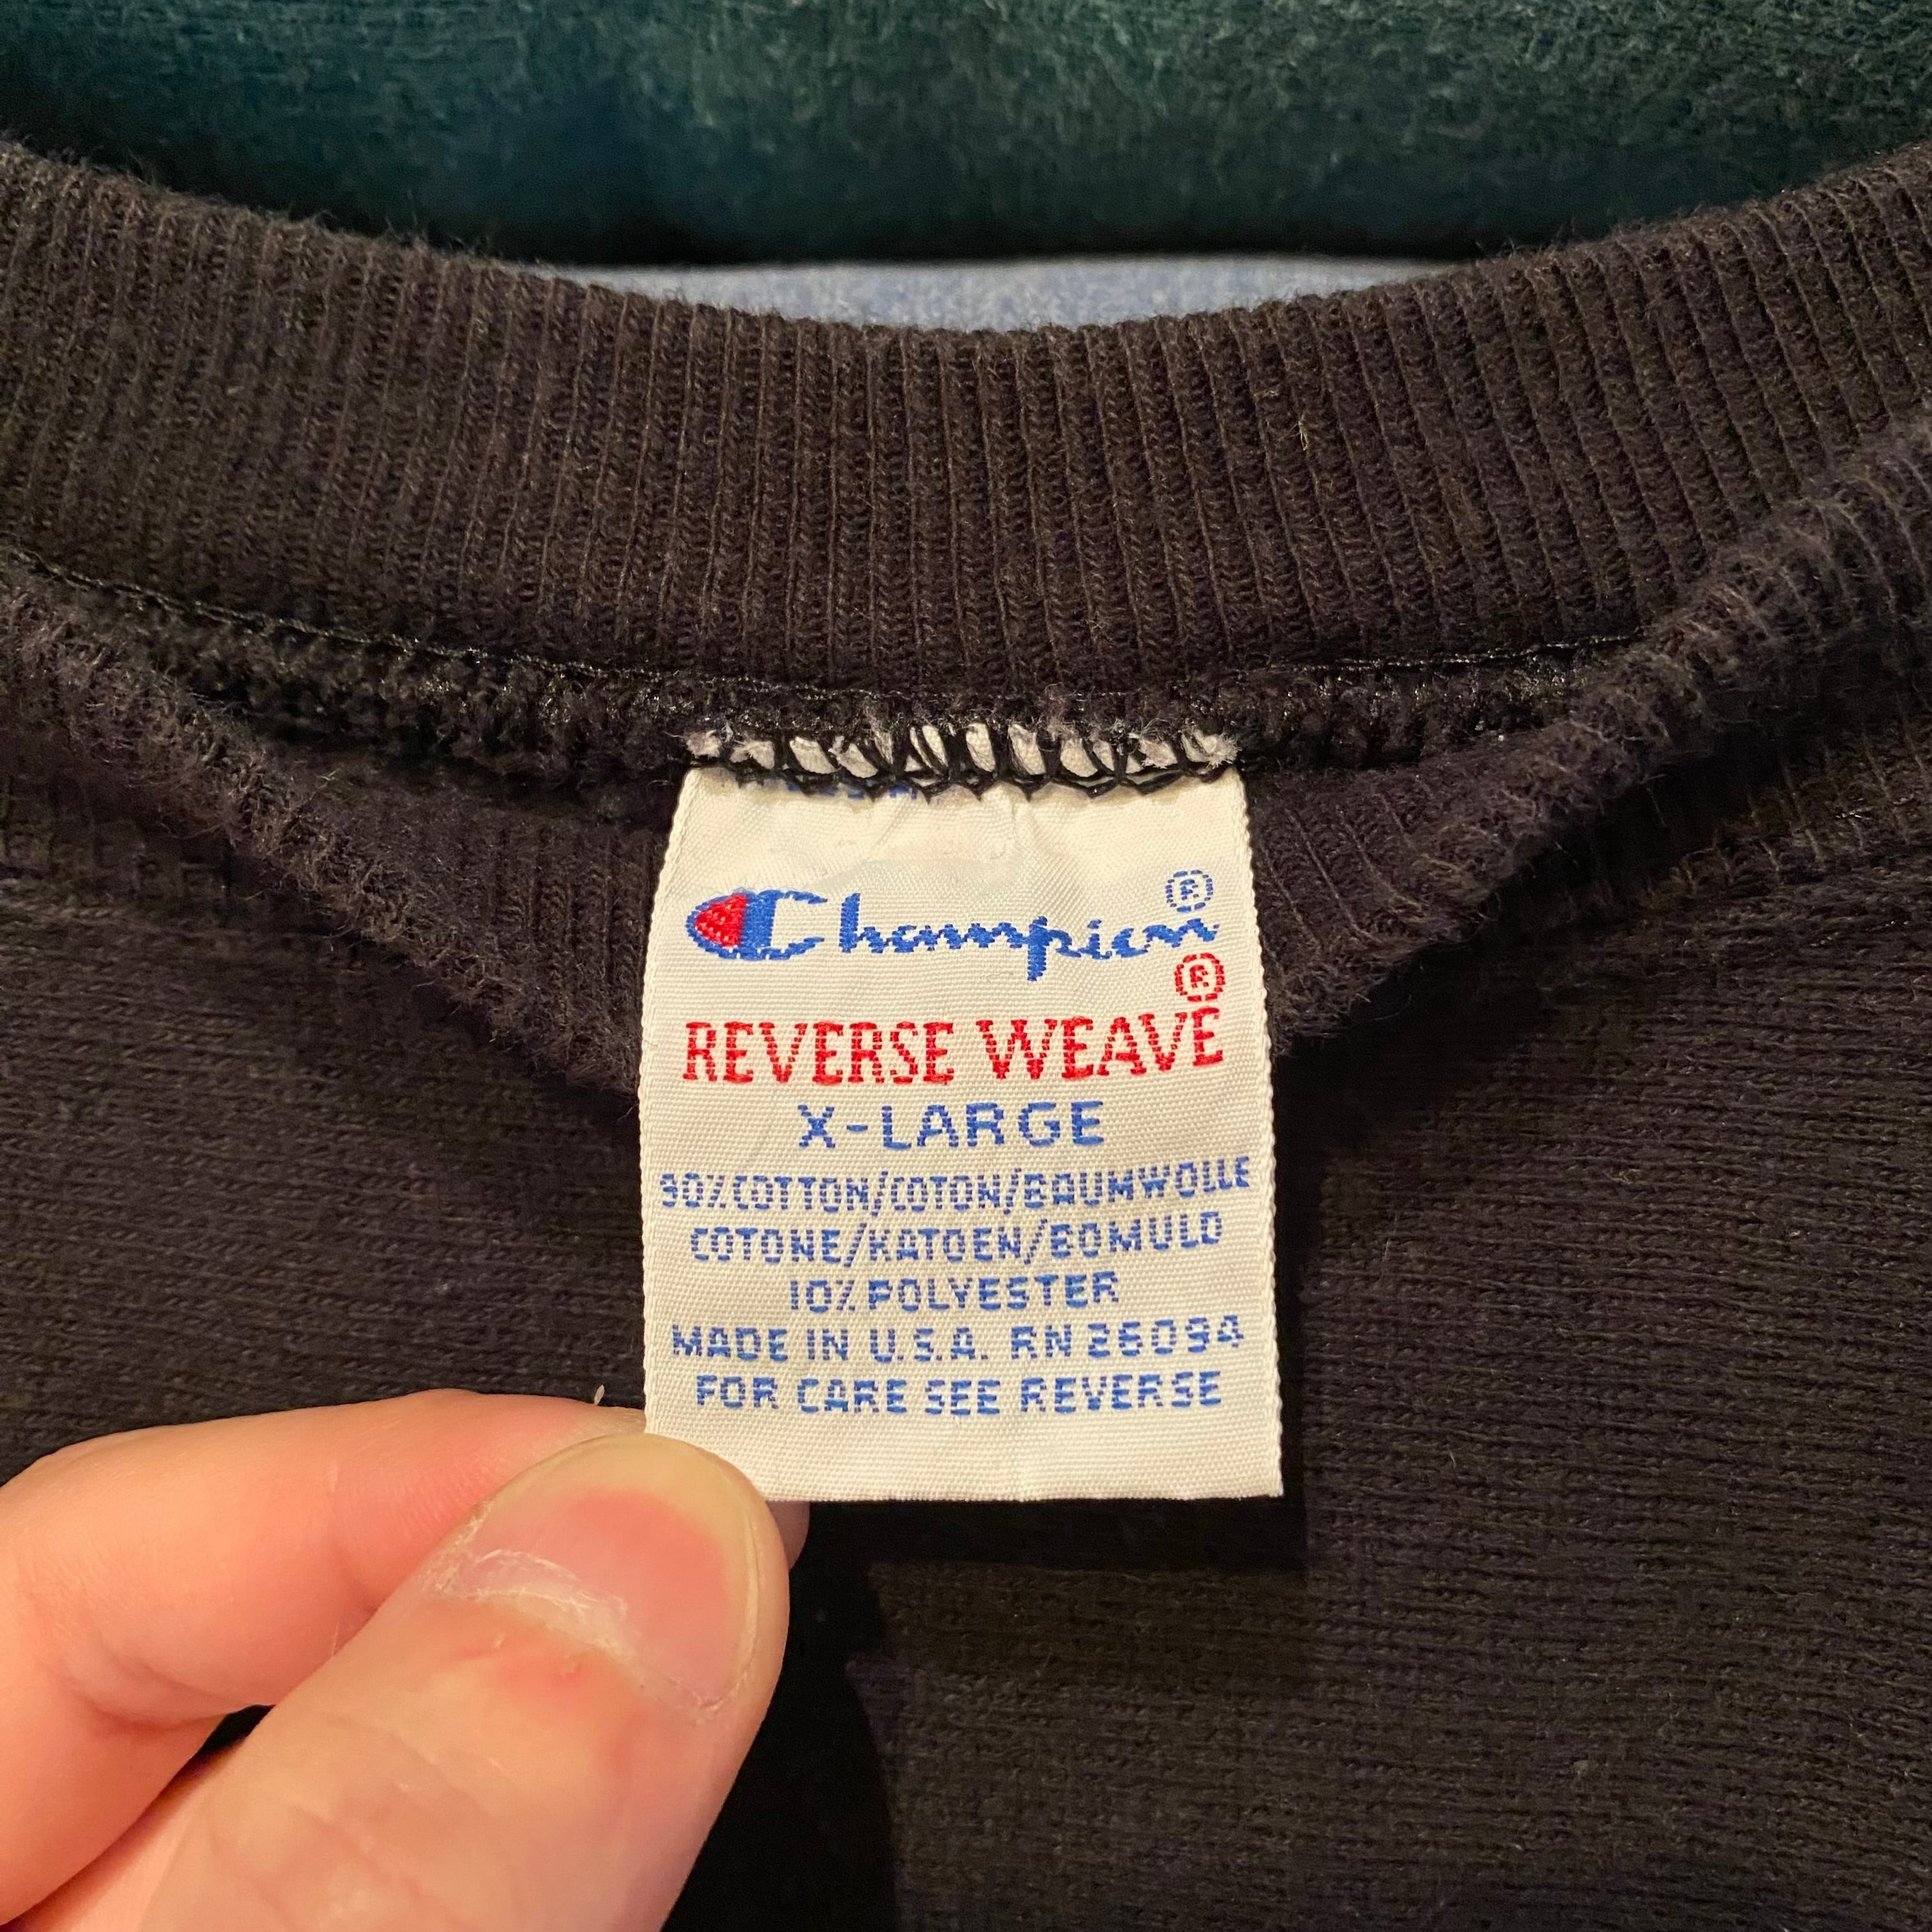 Champion®
REVERSE WEAVE®
X-LARGE
90% COTTON/COTON/BAUMWOLLE
COTONE/KATOEN/BOMULD
10% POLYESTER
MADE IN U.S.A. RN 26094
FOR CARE SEE REVERSE